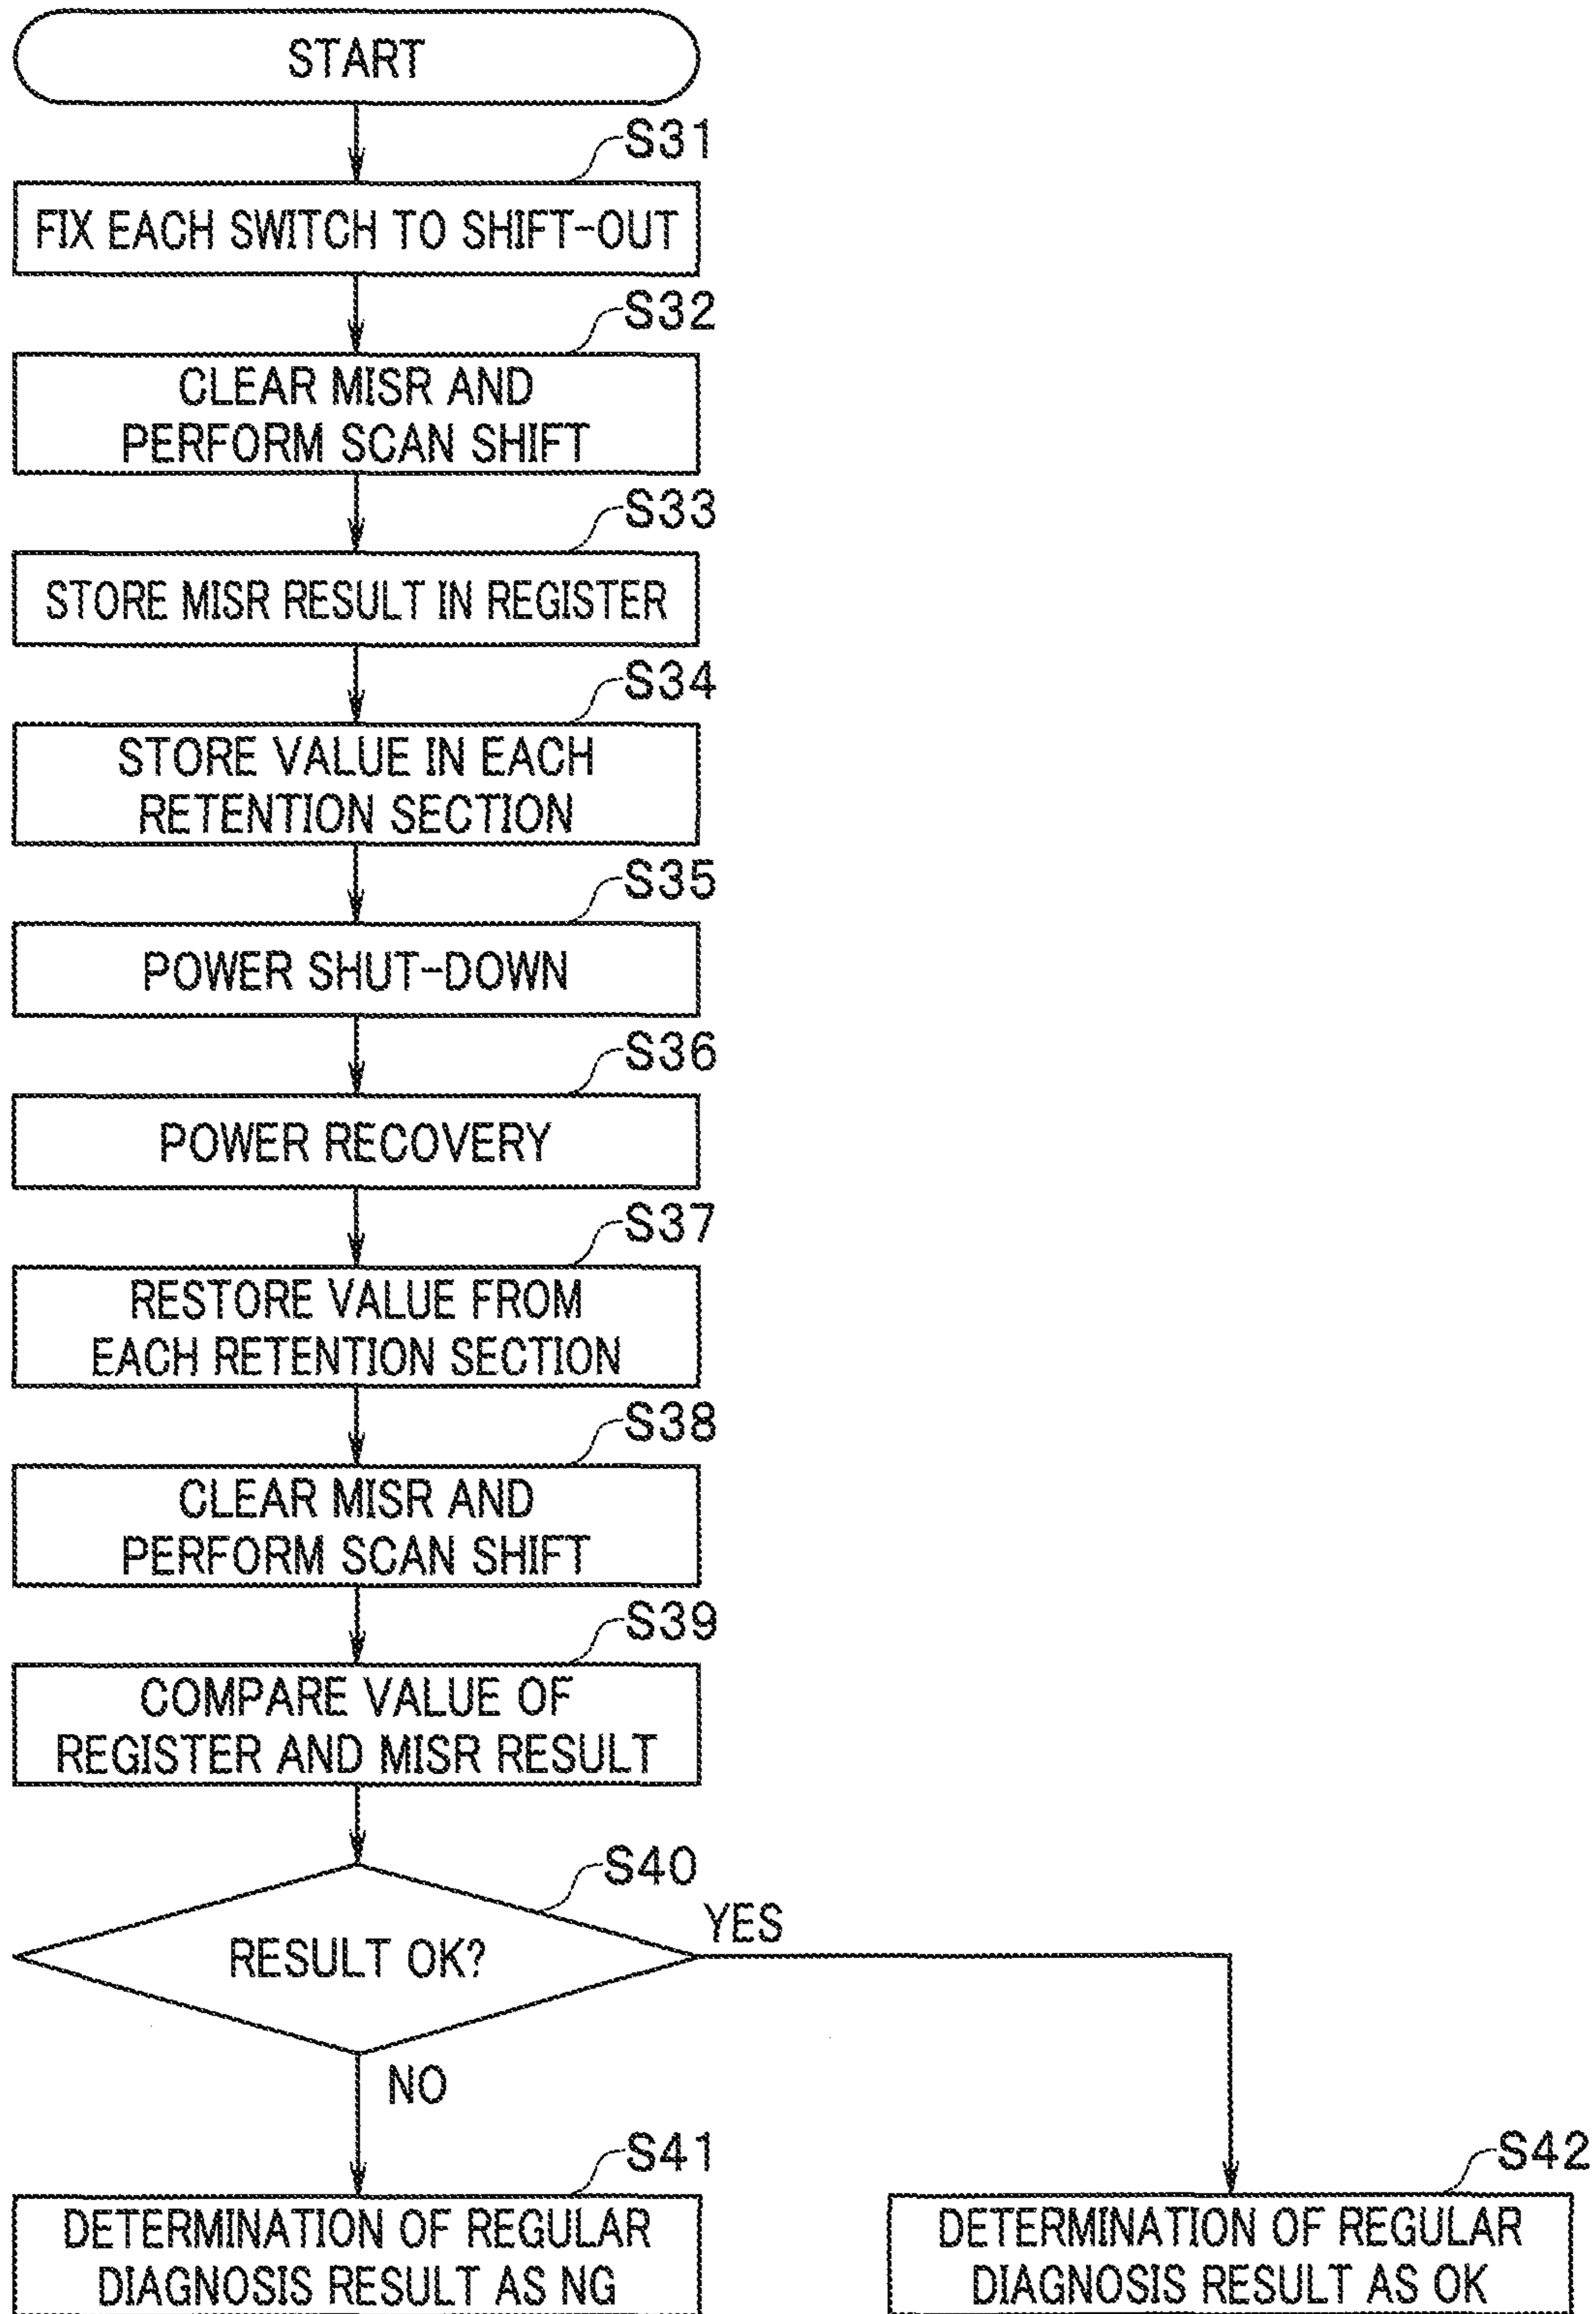 START
S31
FIX EACH SWITCH TO SHIFT-OUT
S32
CLEAR MISR AND
PERFORM SCAN SHIFT
S33
STORE MISR RESULT IN REGISTER
S34
STORE VALUE IN EACH
RETENTION SECTION
S35
POWER SHUT-DOWN
S36
POWER RECOVERY
S37
RESTORE VALUE FROM
EACH RETENTION SECTION
S38
CLEAR MISR AND
PERFORM SCAN SHIFT
S39
COMPARE VALUE OF
REGISTER AND MISR RESULT
S40
YES
RESULT OK?
NO
S41
DETERMINATION OF REGULAR
DIAGNOSIS RESULT AS NG
S42
DETERMINATION OF REGULAR
DIAGNOSIS RESULT AS OK